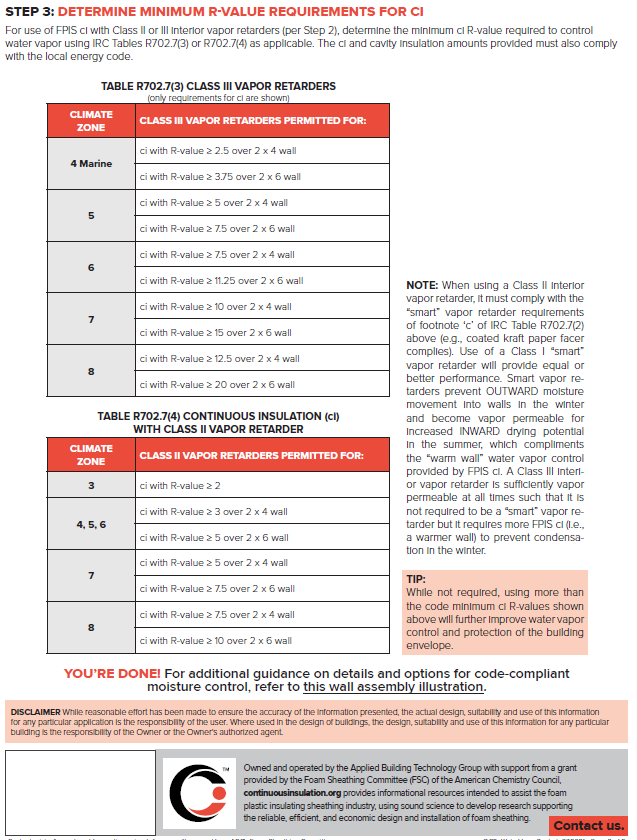 STEP 3: DETERMINE MINIMUM R-VALUE REQUIREMENTS FOR CI
For use of FPIS ci with Class II or III interior vapor retarders (per Step 2), determine the minimum ci R-value required to control
water vapor using IRC Tables R702.7(3) or R702.7(4) as applicable. The ci and cavity insulation amounts provided must also comply
with the local energy code.
TABLE R702.7(3) CLASS III VAPOR RETARDERS
(only requirements for ci are shown)
CLIMATE
ZONE
CLASS III VAPOR RETARDERS PERMITTED FOR:
4 Marine
ci with R-value ≥ 2.5 over 2 x 4 wall
ci with R-value ≥ 3.75 over 2 x 6 wall
5
ci with R-value ≥ 5 over 2 x 4 wall
ci with R-value ≥ 7.5 over 2 x 6 wall
6
ci with R-value ≥ 7.5 over 2 x 4 wall
ci with R-value ≥ 11.25 over 2 x 6 wall
7
ci with R-value ≥ 10 over 2 x 4 wall
ci with R-value ≥ 15 over 2 x 6 wall
8
ci with R-value ≥ 12.5 over 2 x 4 wall
ci with R-value ≥ 20 over 2 x 6 wall
TABLE R702.7(4) CONTINUOUS INSULATION (ci)
WITH CLASS II VAPOR RETARDER
CLIMATE
ZONE
CLASS II VAPOR RETARDERS PERMITTED FOR:
3
ci with R-value ≥ 2
4, 5, 6
ci with R-value ≥ 3 over 2 x 4 wall
ci with R-value ≥ 5 over 2 x 6 wall
7
ci with R-value ≥ 5 over 2 x 4 wall
ci with R-value ≥ 7.5 over 2 x 6 wall
8
ci with R-value ≥ 7.5 over 2 x 4 wall
ci with R-value ≥ 10 over 2 x 6 wall
NOTE: When using a Class II interior
vapor retarder, it must comply with the
“smart” vapor retarder requirements
of footnote ‘c’ of IRC Table R702.7(2)
above (e.g., coated kraft paper facer
complies). Use of a Class I “smart”
vapor retarder will provide equal or
better performance. Smart vapor re-
tarders prevent OUTWARD moisture
movement into walls in the winter
and become vapor permeable for
increased INWARD drying potential
in the summer, which compliments
the “warm wall” water vapor control
provided by FPIS ci. A Class III interi-
or vapor retarder is sufficiently vapor
permeable at all times such that it is
not required to be a “smart” vapor re-
tarder but it requires more FPIS ci (i.e.,
a warmer wall) to prevent condensa-
tion in the winter.
TIP:
While not required, using more than
the code minimum ci R-values shown
above will further improve water vapor
control and protection of the building
envelope.
YOU’RE DONE! For additional guidance on details and options for code-compliant
moisture control, refer to this wall assembly illustration.
DISCLAIMER While reasonable effort has been made to ensure the accuracy of the information presented, the actual design, suitability and use of this information
for any particular application is the responsibility of the user. Where used in the design of buildings, the design, suitability and use of this information for any particular
building is the responsibility of the Owner or the Owner’s authorized agent.
TM
Owned and operated by the Applied Building Technology Group with support from a grant
provided by the Foam Sheathing Committee (FSC) of the American Chemistry Council,
continuousinsulation.org provides informational resources intended to assist the foam
plastic insulating sheathing industry, using sound science to develop research supporting
the reliable, efficient, and economic design and installation of foam sheathing.
Contact us.